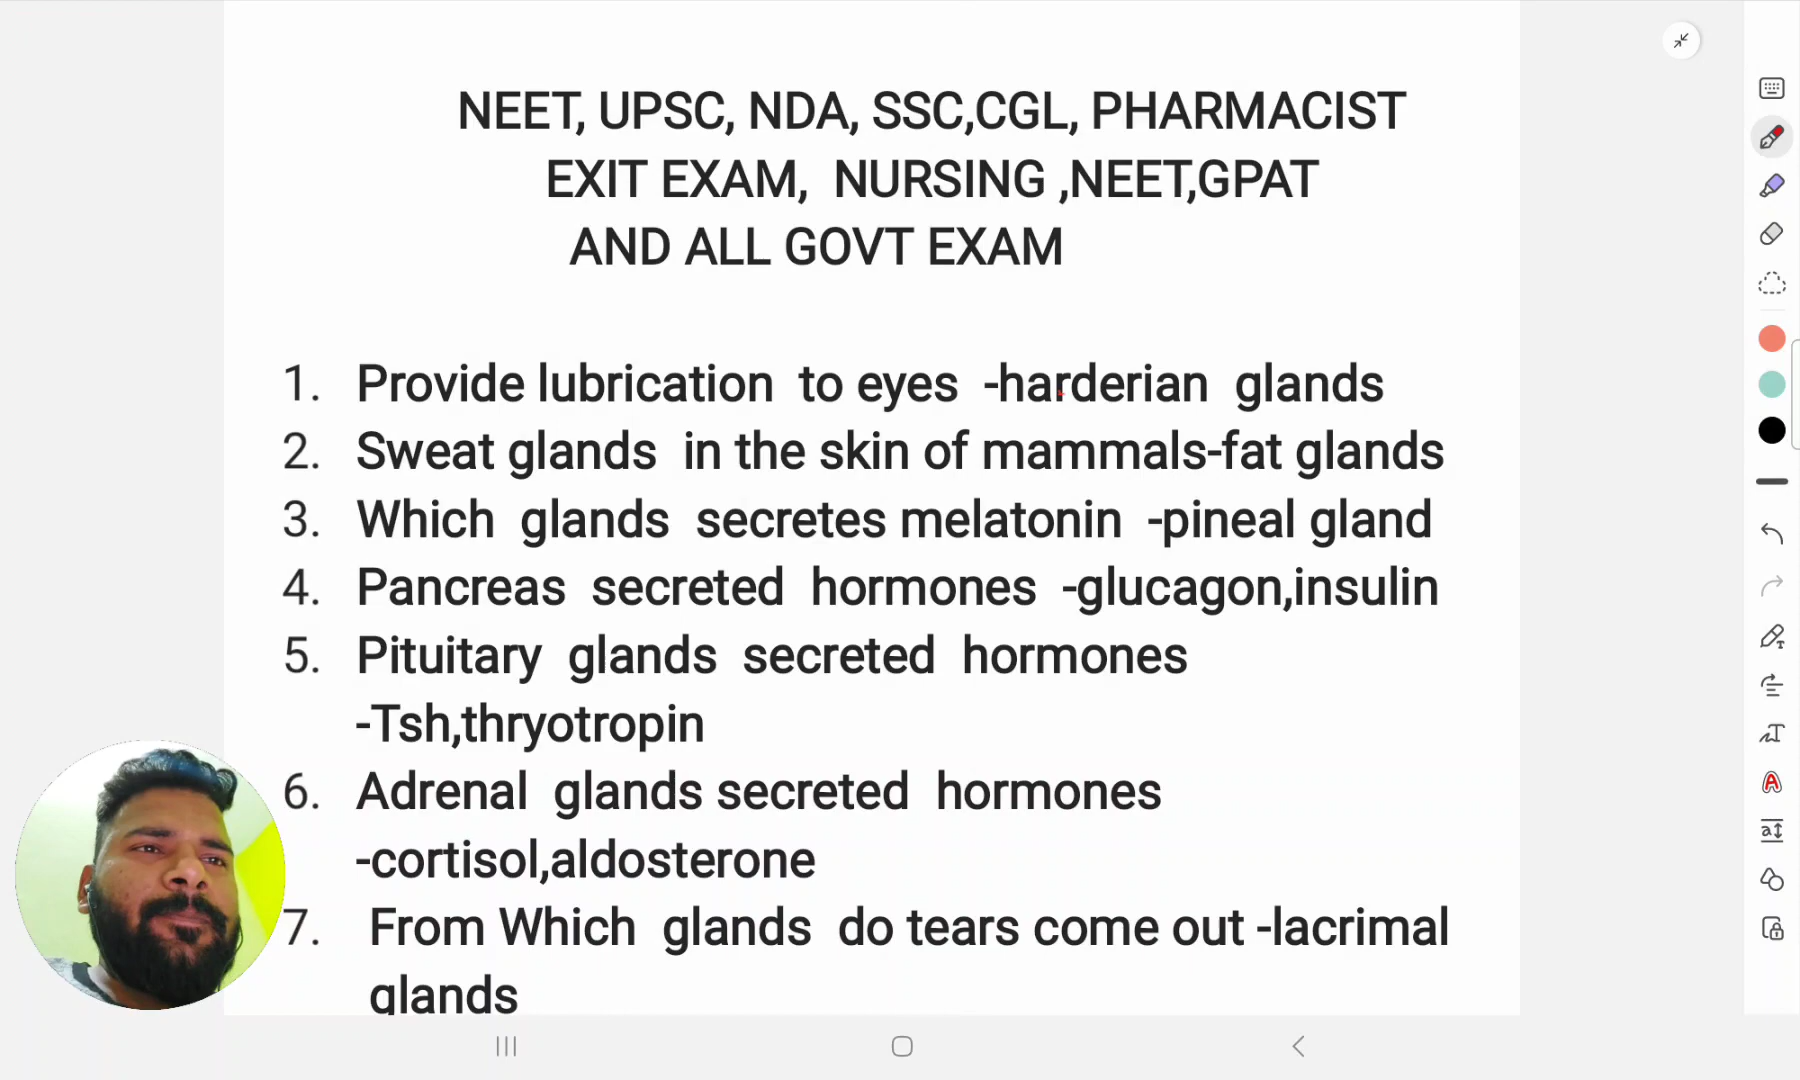 NEET, UPSC, NDA, SSC,CGL, PHARMACIST
EXIT EXAM, NURSING ,NEET,GPAT
AND ALL GOVT EXAM
1. Provide lubrication to eyes -harderian glands
2. Sweat glands in the skin of mammals-fat glands
3. Which glands secretes melatonin -pineal gland
4. Pancreas secreted hormones -glucagon,insulin
5. Pituitary glands secreted hormones
-Tsh,thryotropin
6. Adrenal glands secreted hormones
-cortisol,aldosterone
7. From Which glands do tears come out -lacrimal
glands